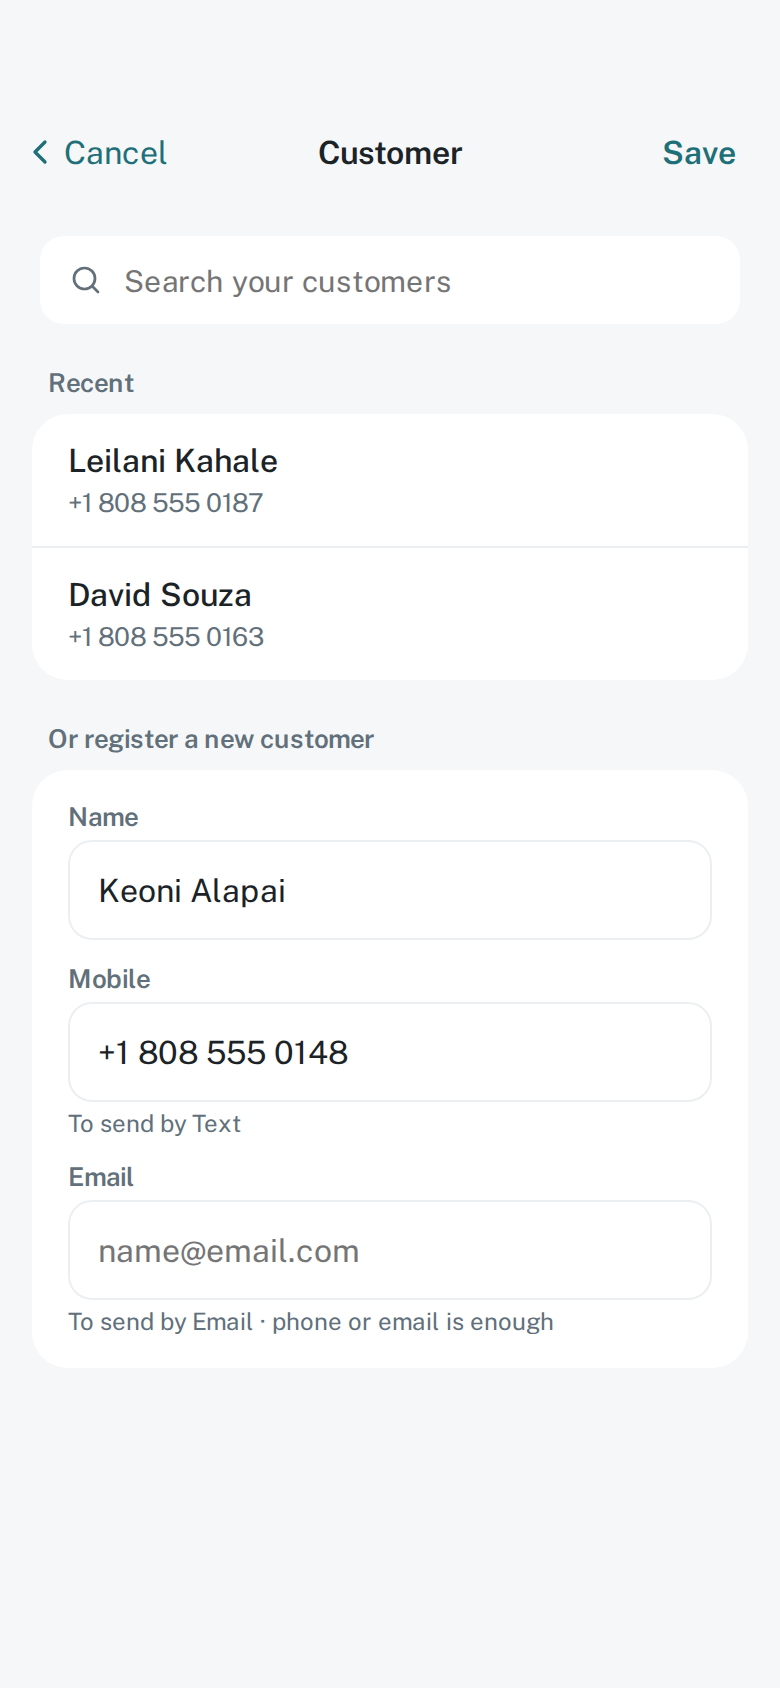 Cancel
Customer
Save
Search your customers
Recent
Leilani Kahale
+1 808 555 0187
David Souza
+1 808 555 0163
Or register a new customer
Name
Keoni Alapai
Mobile
+1 808 555 0148
To send by Text
Email
name@email.com
To send by Email · phone or email is enough